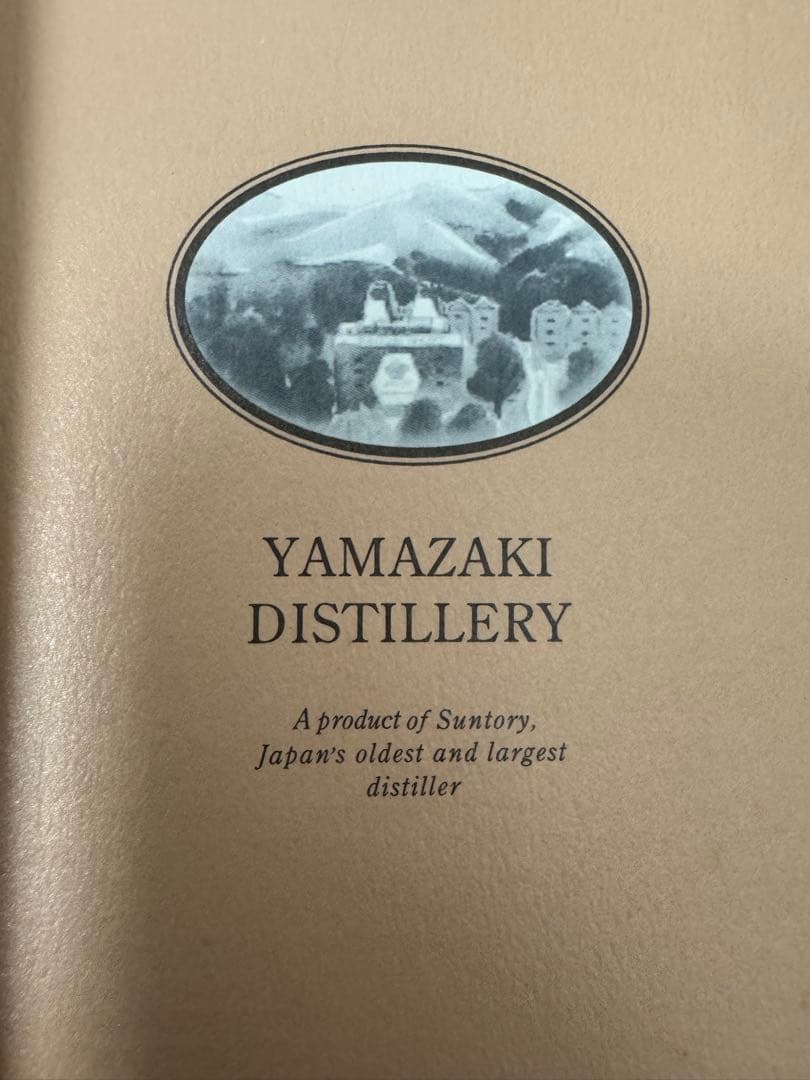 YAMAZAKI
DISTILLERY
A product of Suntory,
Japan's oldest and largest
distiller